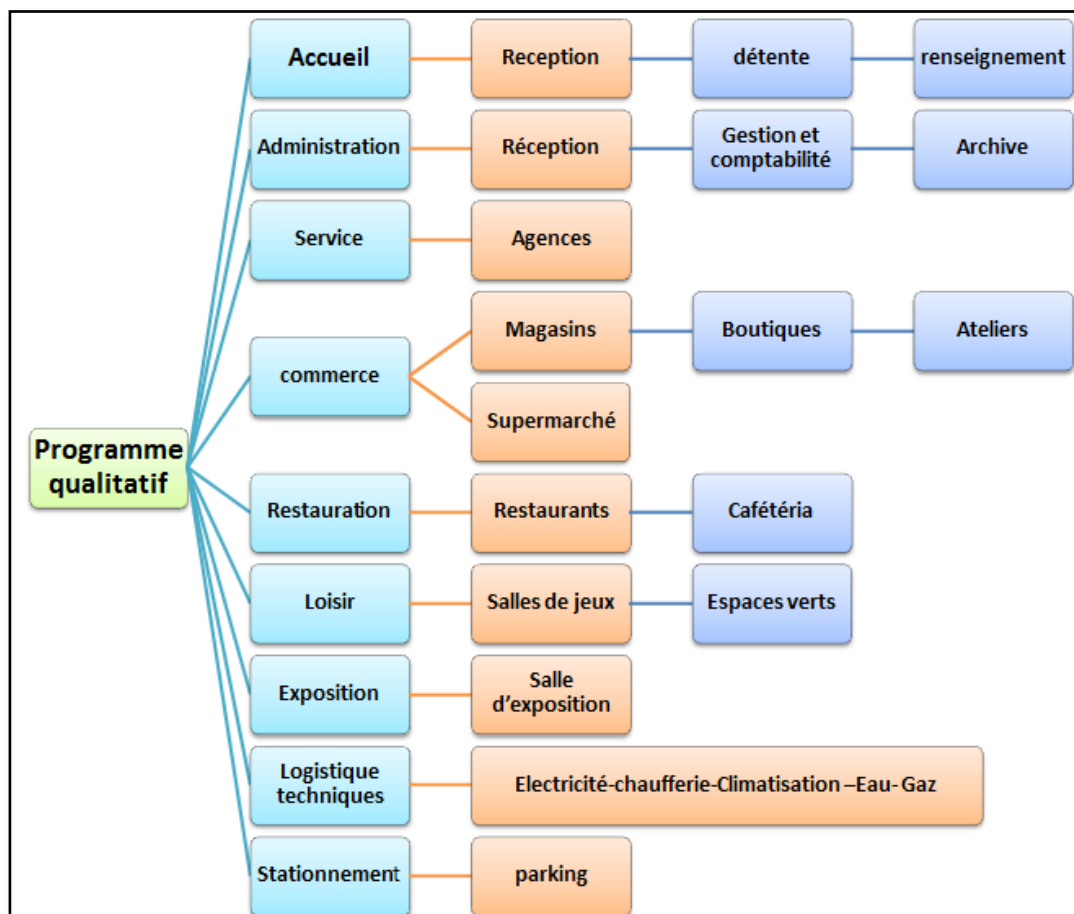 Accueil
Reception
détente
renseignement
Administration
Réception
Gestion et
comptabilité
Archive
Service
Agences
commerce
Magasins
Boutiques
Ateliers
Supermarché
Programme
qualitatif
Restauration
Restaurants
Cafétéria
Loisir
Salles de jeux
Espaces verts
Exposition
Salle
d’exposition
Logistique
techniques
Electricité-chaufferie-Climatisation –Eau- Gaz
Stationnement
parking